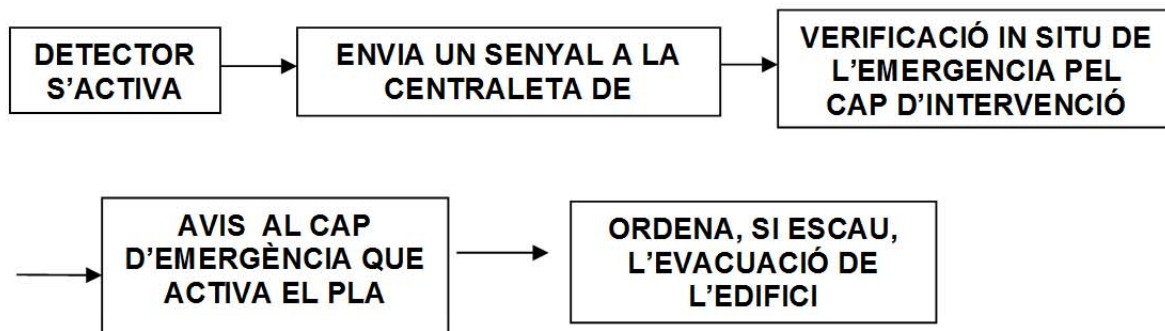 DETECTOR
S'ACTIVA
ENVIA UN SENYAL A LA
CENTRALETA DE
VERIFICACIÓ IN SITU DE
L'EMERGENCIA PEL
CAP D'INTERVENCIÓ
AVIS AL CAP
D'EMERGÈNCIA QUE
ACTIVA EL PLA
ORDENA, SI ESCAU,
L'EVACUACIÓ DE
L'EDIFICI